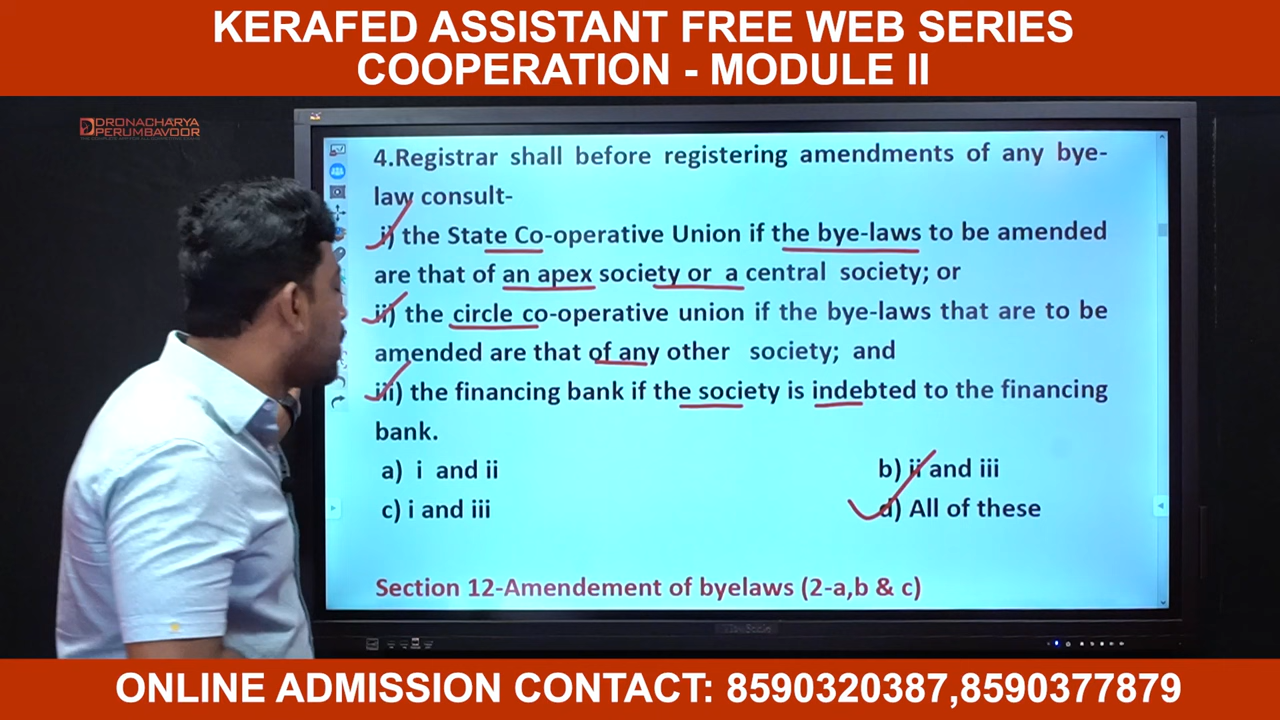 KERAFED ASSISTANT FREE WEB SERIES
COOPERATION - MODULE II
DRONACHARYA
PERUMBAVOOR
4.Registrar shall before registering amendments of any bye-
law consult-
i) the State Co-operative Union if the bye-laws to be amended
are that of an apex society or a central society; or
ii) the circle co-operative union if the bye-laws that are to be
amended are that of any other society; and
iii) the financing bank if the society is indebted to the financing
bank.
a) i and ii
b) ii and iii
c) i and iii
d) All of these
Section 12-Amendement of byelaws (2-a,b & c)
ONLINE ADMISSION CONTACT: 8590320387,8590377879